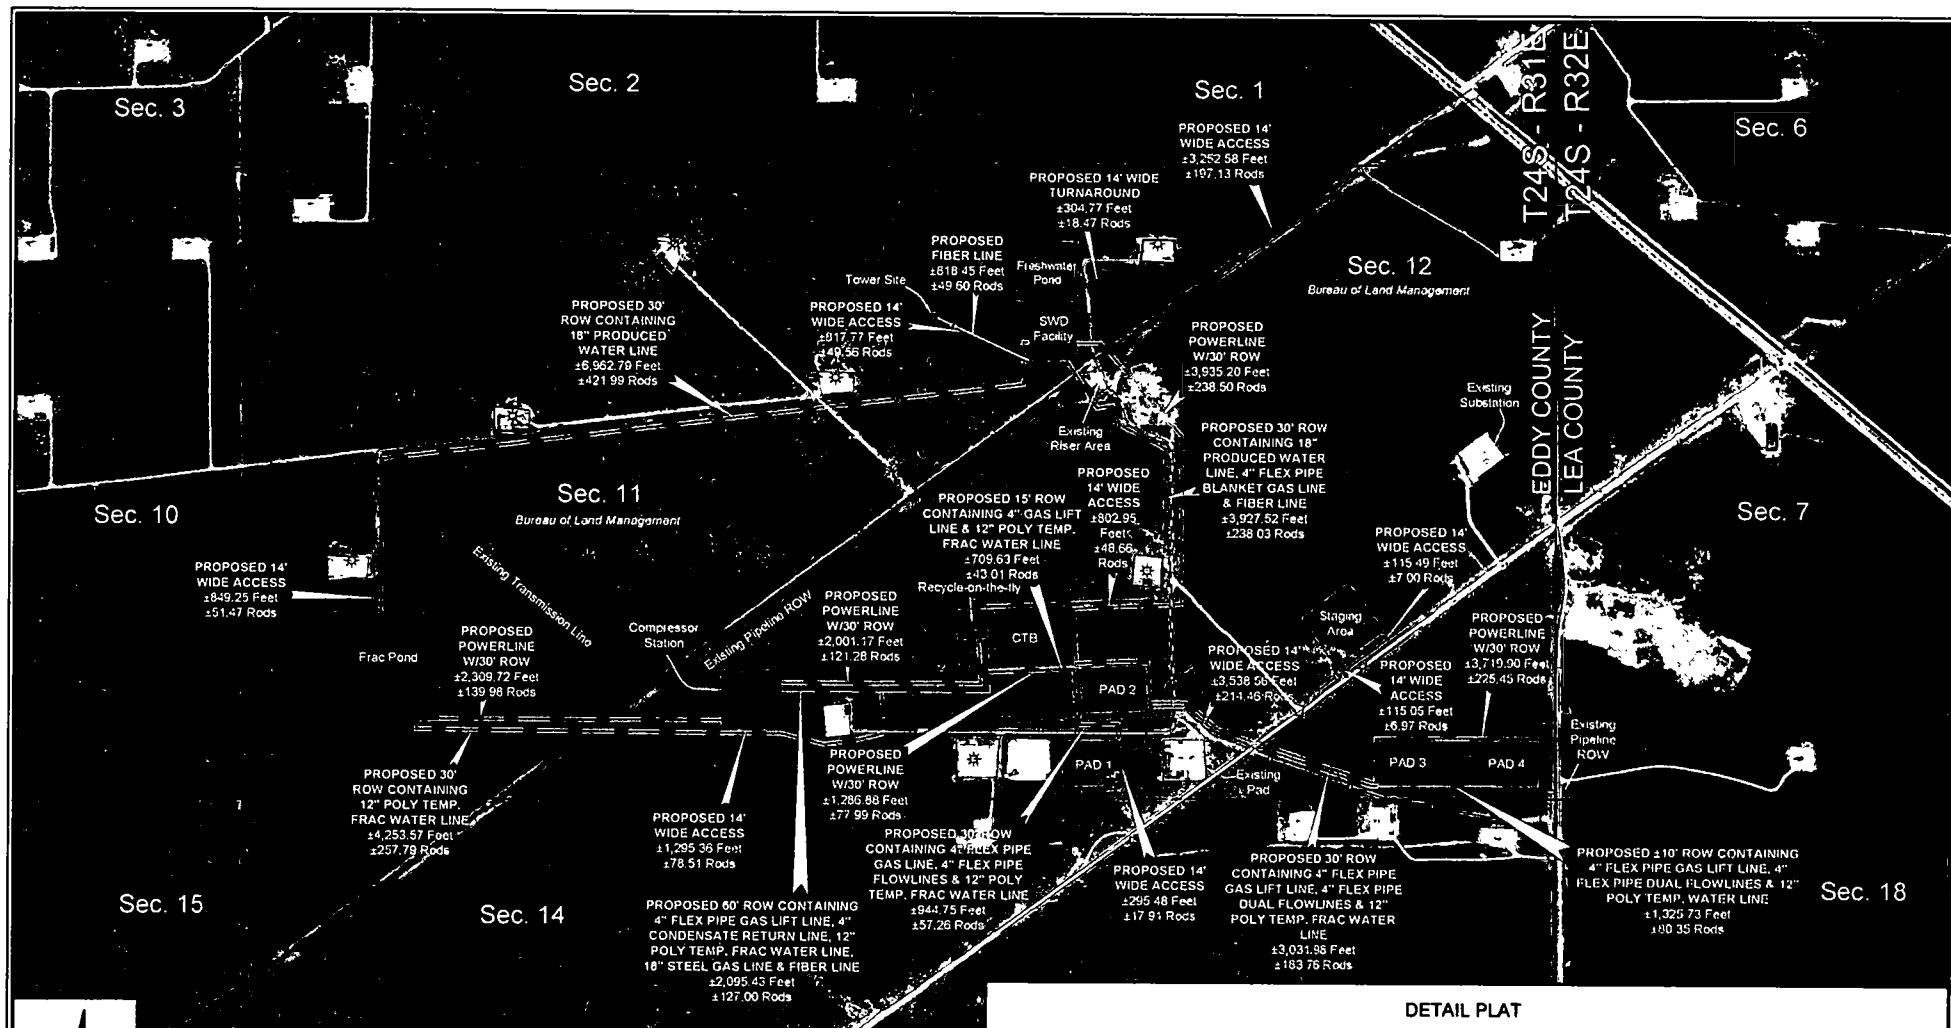 Sec. 3
Sec. 2
Sec. 1
Sec. 6
T24S - R31E
T24S - R32E
PROPOSED 14'
WIDE ACCESS
±3,252.58 Feet
±197.13 Rods
PROPOSED 14' WIDE
TURNAROUND
±304.77 Feet
±18.47 Rods
PROPOSED
FIBER LINE
±818.45 Feet
±49.60 Rods
Freshwater
Pond
Tower Site
Sec. 12
Bureau of Land Management
PROPOSED 30'
ROW CONTAINING
18" PRODUCED
WATER LINE
±6,962.79 Feet
±421.99 Rods
PROPOSED 14'
WIDE ACCESS
±817.77 Feet
±49.56 Rods
SWD
Facility
PROPOSED
POWERLINE
W/30' ROW
±3,935.20 Feet
±238.50 Rods
EDDY COUNTY
LEA COUNTY
Existing
Substation
Existing
Riser Area
PROPOSED 30' ROW
CONTAINING 18"
PRODUCED WATER
LINE, 4" FLEX PIPE
BLANKET GAS LINE
& FIBER LINE
±3,927.52 Feet
±238.03 Rods
Sec. 10
Sec. 11
Bureau of Land Management
Sec. 7
PROPOSED
14' WIDE
ACCESS
±802.95
Feet
±48.66
Rods
PROPOSED 15' ROW
CONTAINING 4" GAS LIFT
LINE & 12" POLY TEMP.
FRAC WATER LINE
±709.63 Feet
±43.01 Rods
Recycle-on-the-fly
PROPOSED 14'
WIDE ACCESS
±115.49 Feet
±7.00 Rods
PROPOSED 14'
WIDE ACCESS
±849.25 Feet
±51.47 Rods
Existing Transmission Line
Existing Pipeline ROW
PROPOSED
POWERLINE
W/30' ROW
±2,001.17 Feet
±121.28 Rods
Compressor
Station
CTB
Staging
Area
PROPOSED
POWERLINE
W/30' ROW
±3,719.90 Feet
±225.45 Rods
Frac Pond
PROPOSED
POWERLINE
W/30' ROW
±2,309.72 Feet
±139.98 Rods
PAD 2
PROPOSED 14'
WIDE ACCESS
±3,538.56 Feet
±214.46 Rods
PROPOSED
14' WIDE
ACCESS
±115.05 Feet
±6.97 Rods
Existing
Pipeline
ROW
PAD 1
Existing
Pad
PAD 3
PAD 4
PROPOSED 30'
ROW CONTAINING
12" POLY TEMP.
FRAC WATER LINE
±4,253.57 Feet
±257.79 Rods
PROPOSED 14'
WIDE ACCESS
±1,295.36 Feet
±78.51 Rods
PROPOSED
POWERLINE
W/30' ROW
±1,286.88 Feet
±77.99 Rods
PROPOSED 30' ROW
CONTAINING 4" FLEX PIPE
GAS LINE, 4" FLEX PIPE
FLOWLINES & 12" POLY
TEMP. FRAC WATER LINE
±944.75 Feet
±57.26 Rods
PROPOSED 14'
WIDE ACCESS
±295.48 Feet
±17.91 Rods
PROPOSED 30' ROW
CONTAINING 4" FLEX PIPE
GAS LIFT LINE, 4" FLEX PIPE
DUAL FLOWLINES & 12"
POLY TEMP. FRAC WATER
LINE
±3,031.98 Feet
±183.76 Rods
PROPOSED ±10' ROW CONTAINING
4" FLEX PIPE GAS LIFT LINE, 4"
FLEX PIPE DUAL FLOWLINES & 12"
POLY TEMP. WATER LINE
±1,325.73 Feet
±80.35 Rods
Sec. 15
Sec. 14
Sec. 18
PROPOSED 60' ROW CONTAINING
4" FLEX PIPE GAS LIFT LINE, 4"
CONDENSATE RETURN LINE, 12"
POLY TEMP. FRAC WATER LINE,
16" STEEL GAS LINE & FIBER LINE
±2,095.43 Feet
±127.00 Rods
DETAIL PLAT